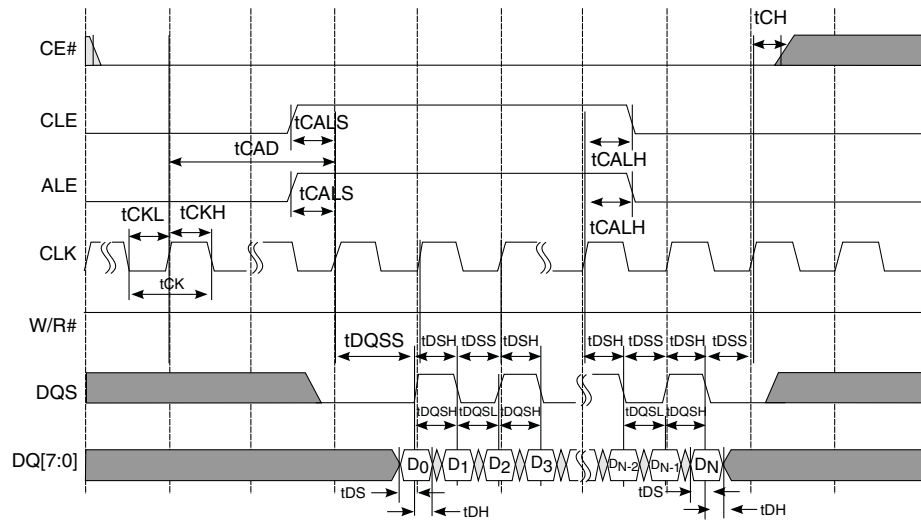 tCH
CE#
CLE
tCALS
tCAD
tCALH
ALE
tCALS
tCKL
tCKH
tCALH
CLK
tCK
W/R#
tDQSS
tDSH
tDSS
tDSH
tDSH
tDSS
tDSH
tDSS
DQS
tDQSH
tDQSL
tDQSH
tDQSL
tDQSH
DQ[7:0]
D0
D1
D2
D3
DN-2
DN-1
DN
tDS
tDH
tDS
tDH